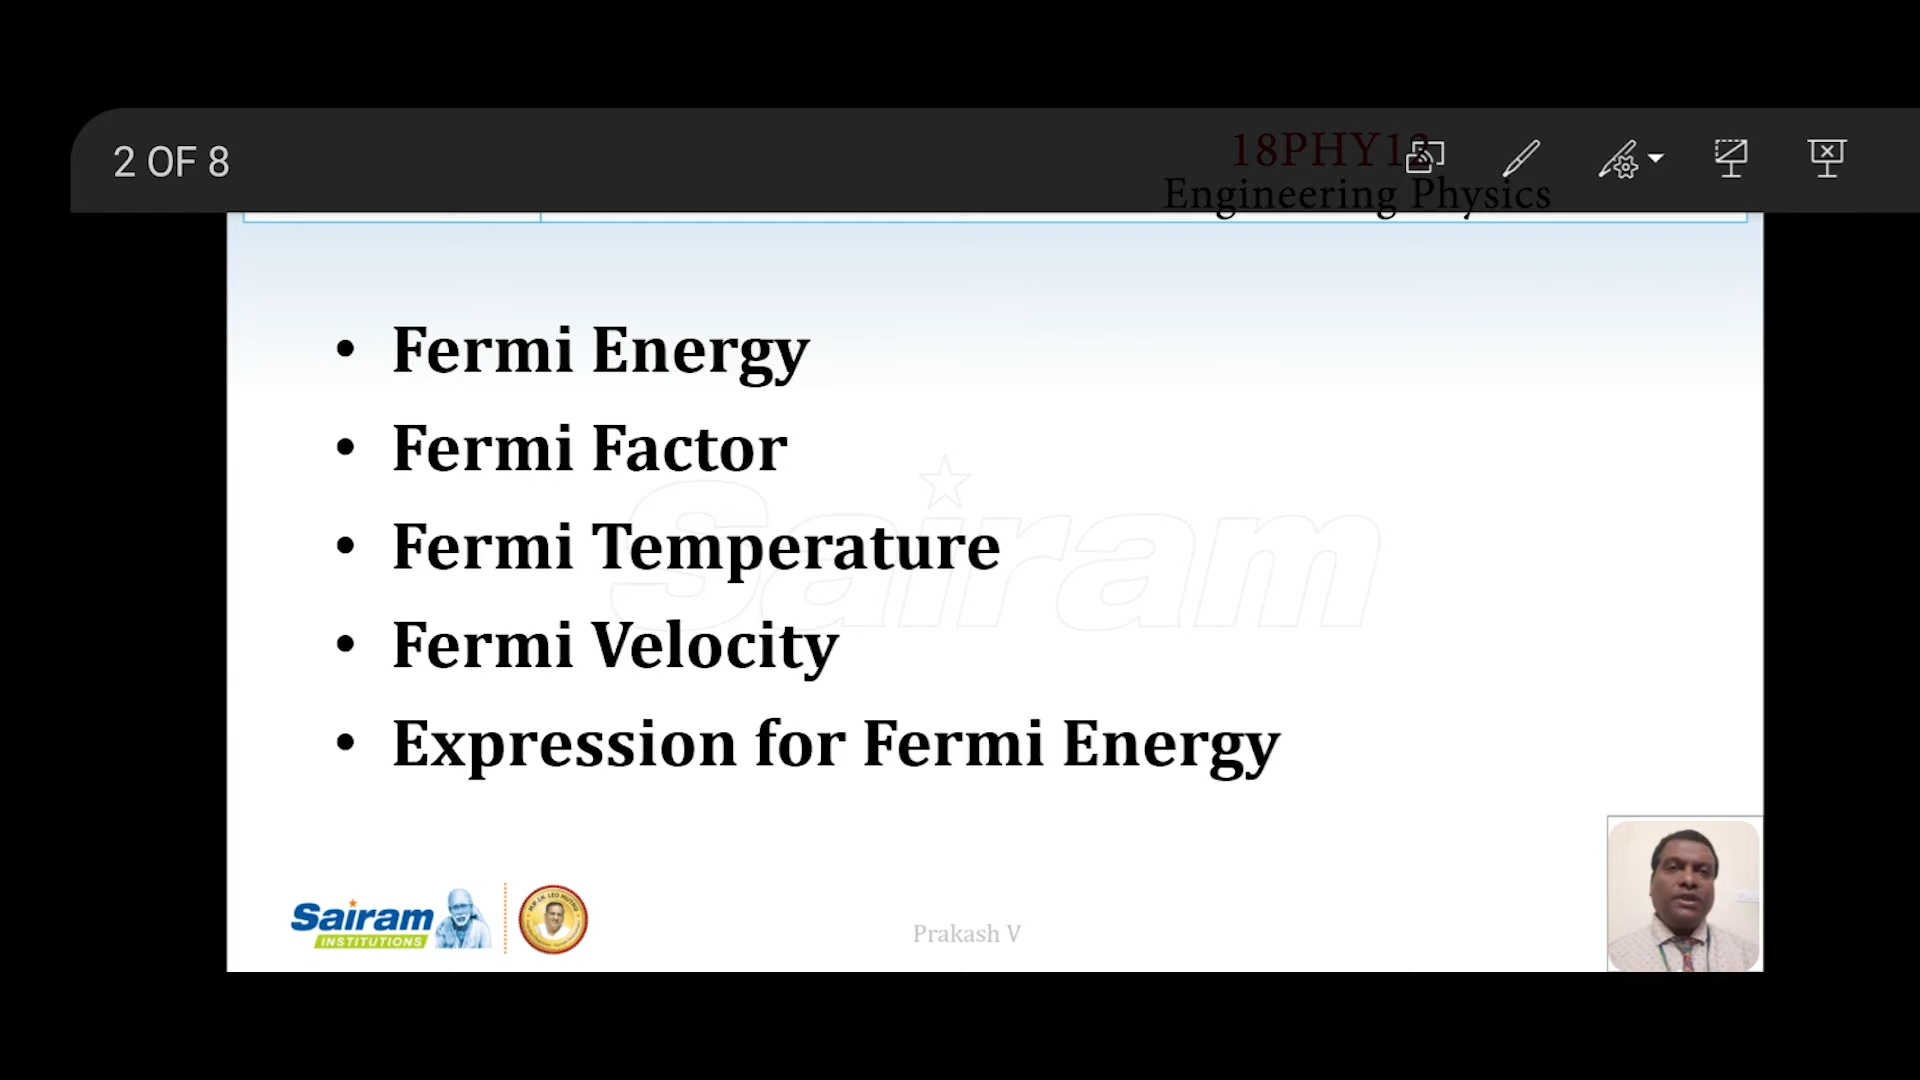 2 OF 8
18PHY12
Engineering Physics
• Fermi Energy
• Fermi Factor
• Fermi Temperature
• Fermi Velocity
• Expression for Fermi Energy
Sairam
Sairam
INSTITUTIONS
Prakash V